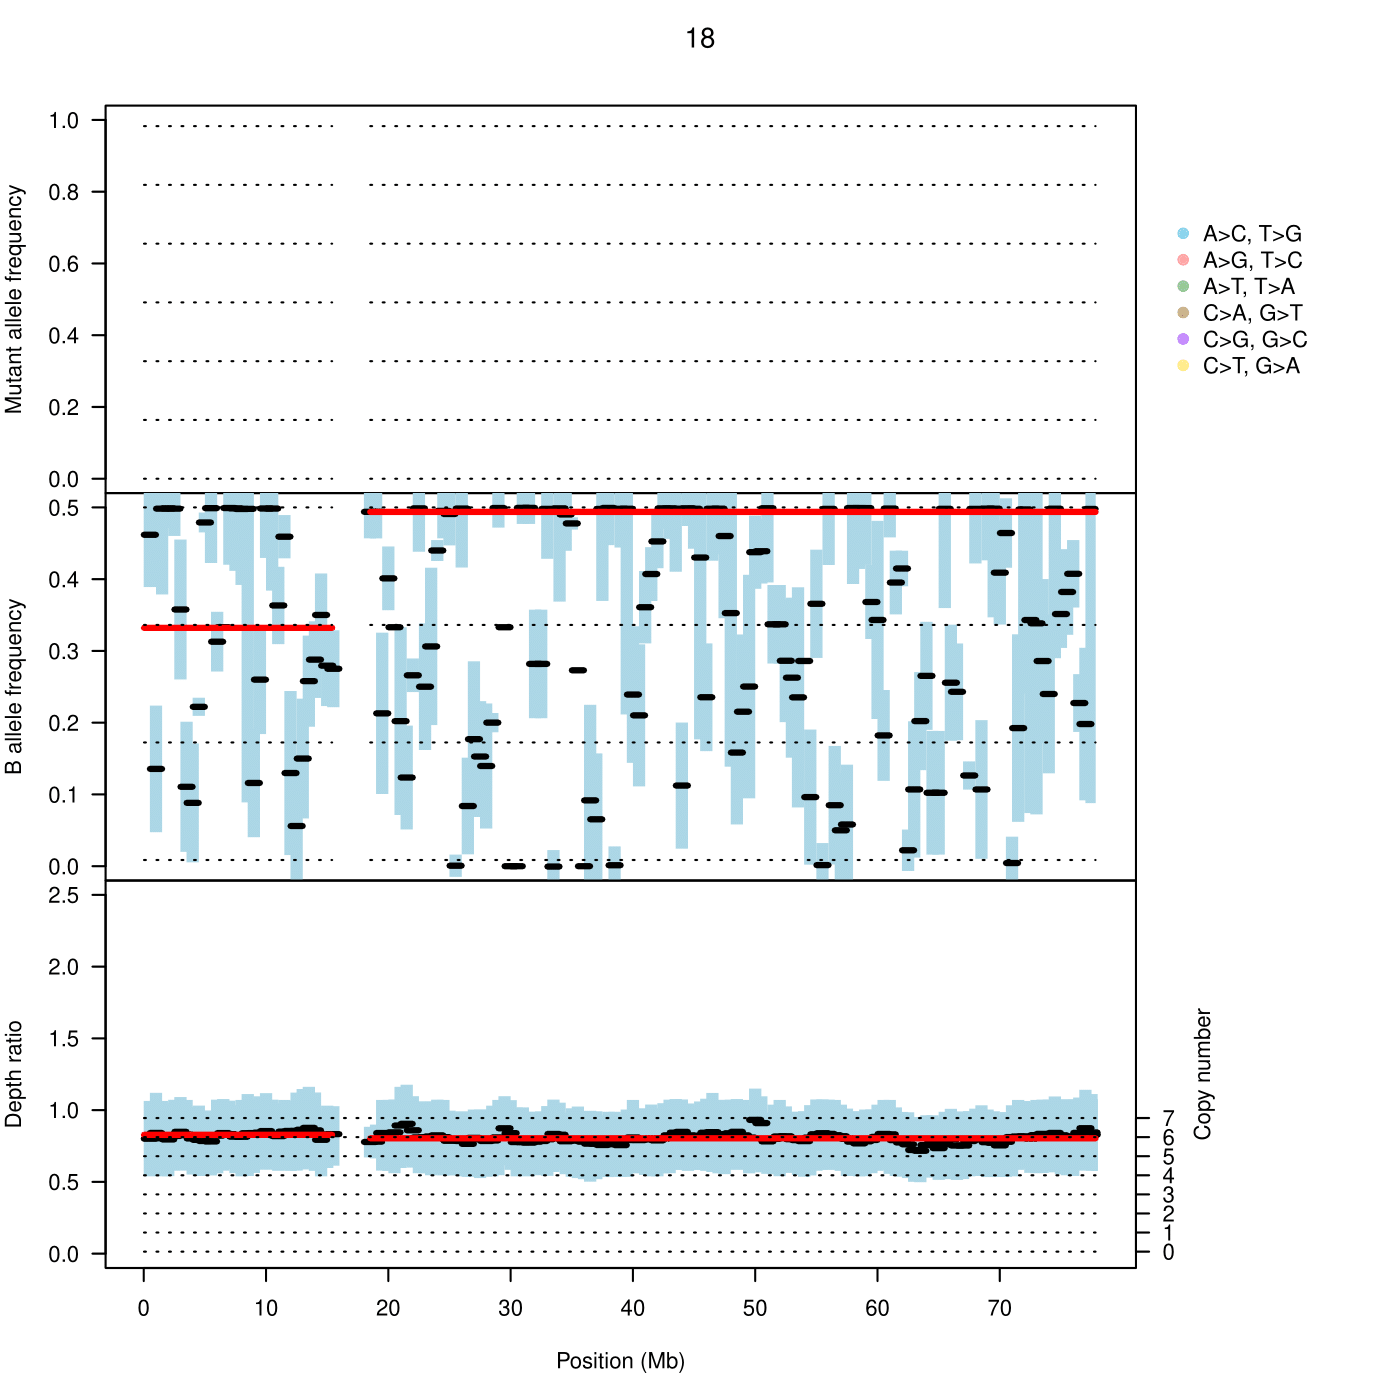 18
Mutant allele frequency
1.0
0.8
0.6
0.4
0.2
0.0
A>C, T>G
A>G, T>C
A>T, T>A
C>A, G>T
C>G, G>C
C>T, G>A
B allele frequency
0.5
0.4
0.3
0.2
0.1
0.0
Depth ratio
2.5
2.0
1.5
1.0
0.5
0.0
Copy number
7
6
5
4
3
2
1
0
0 10 20 30 40 50 60 70
Position (Mb)